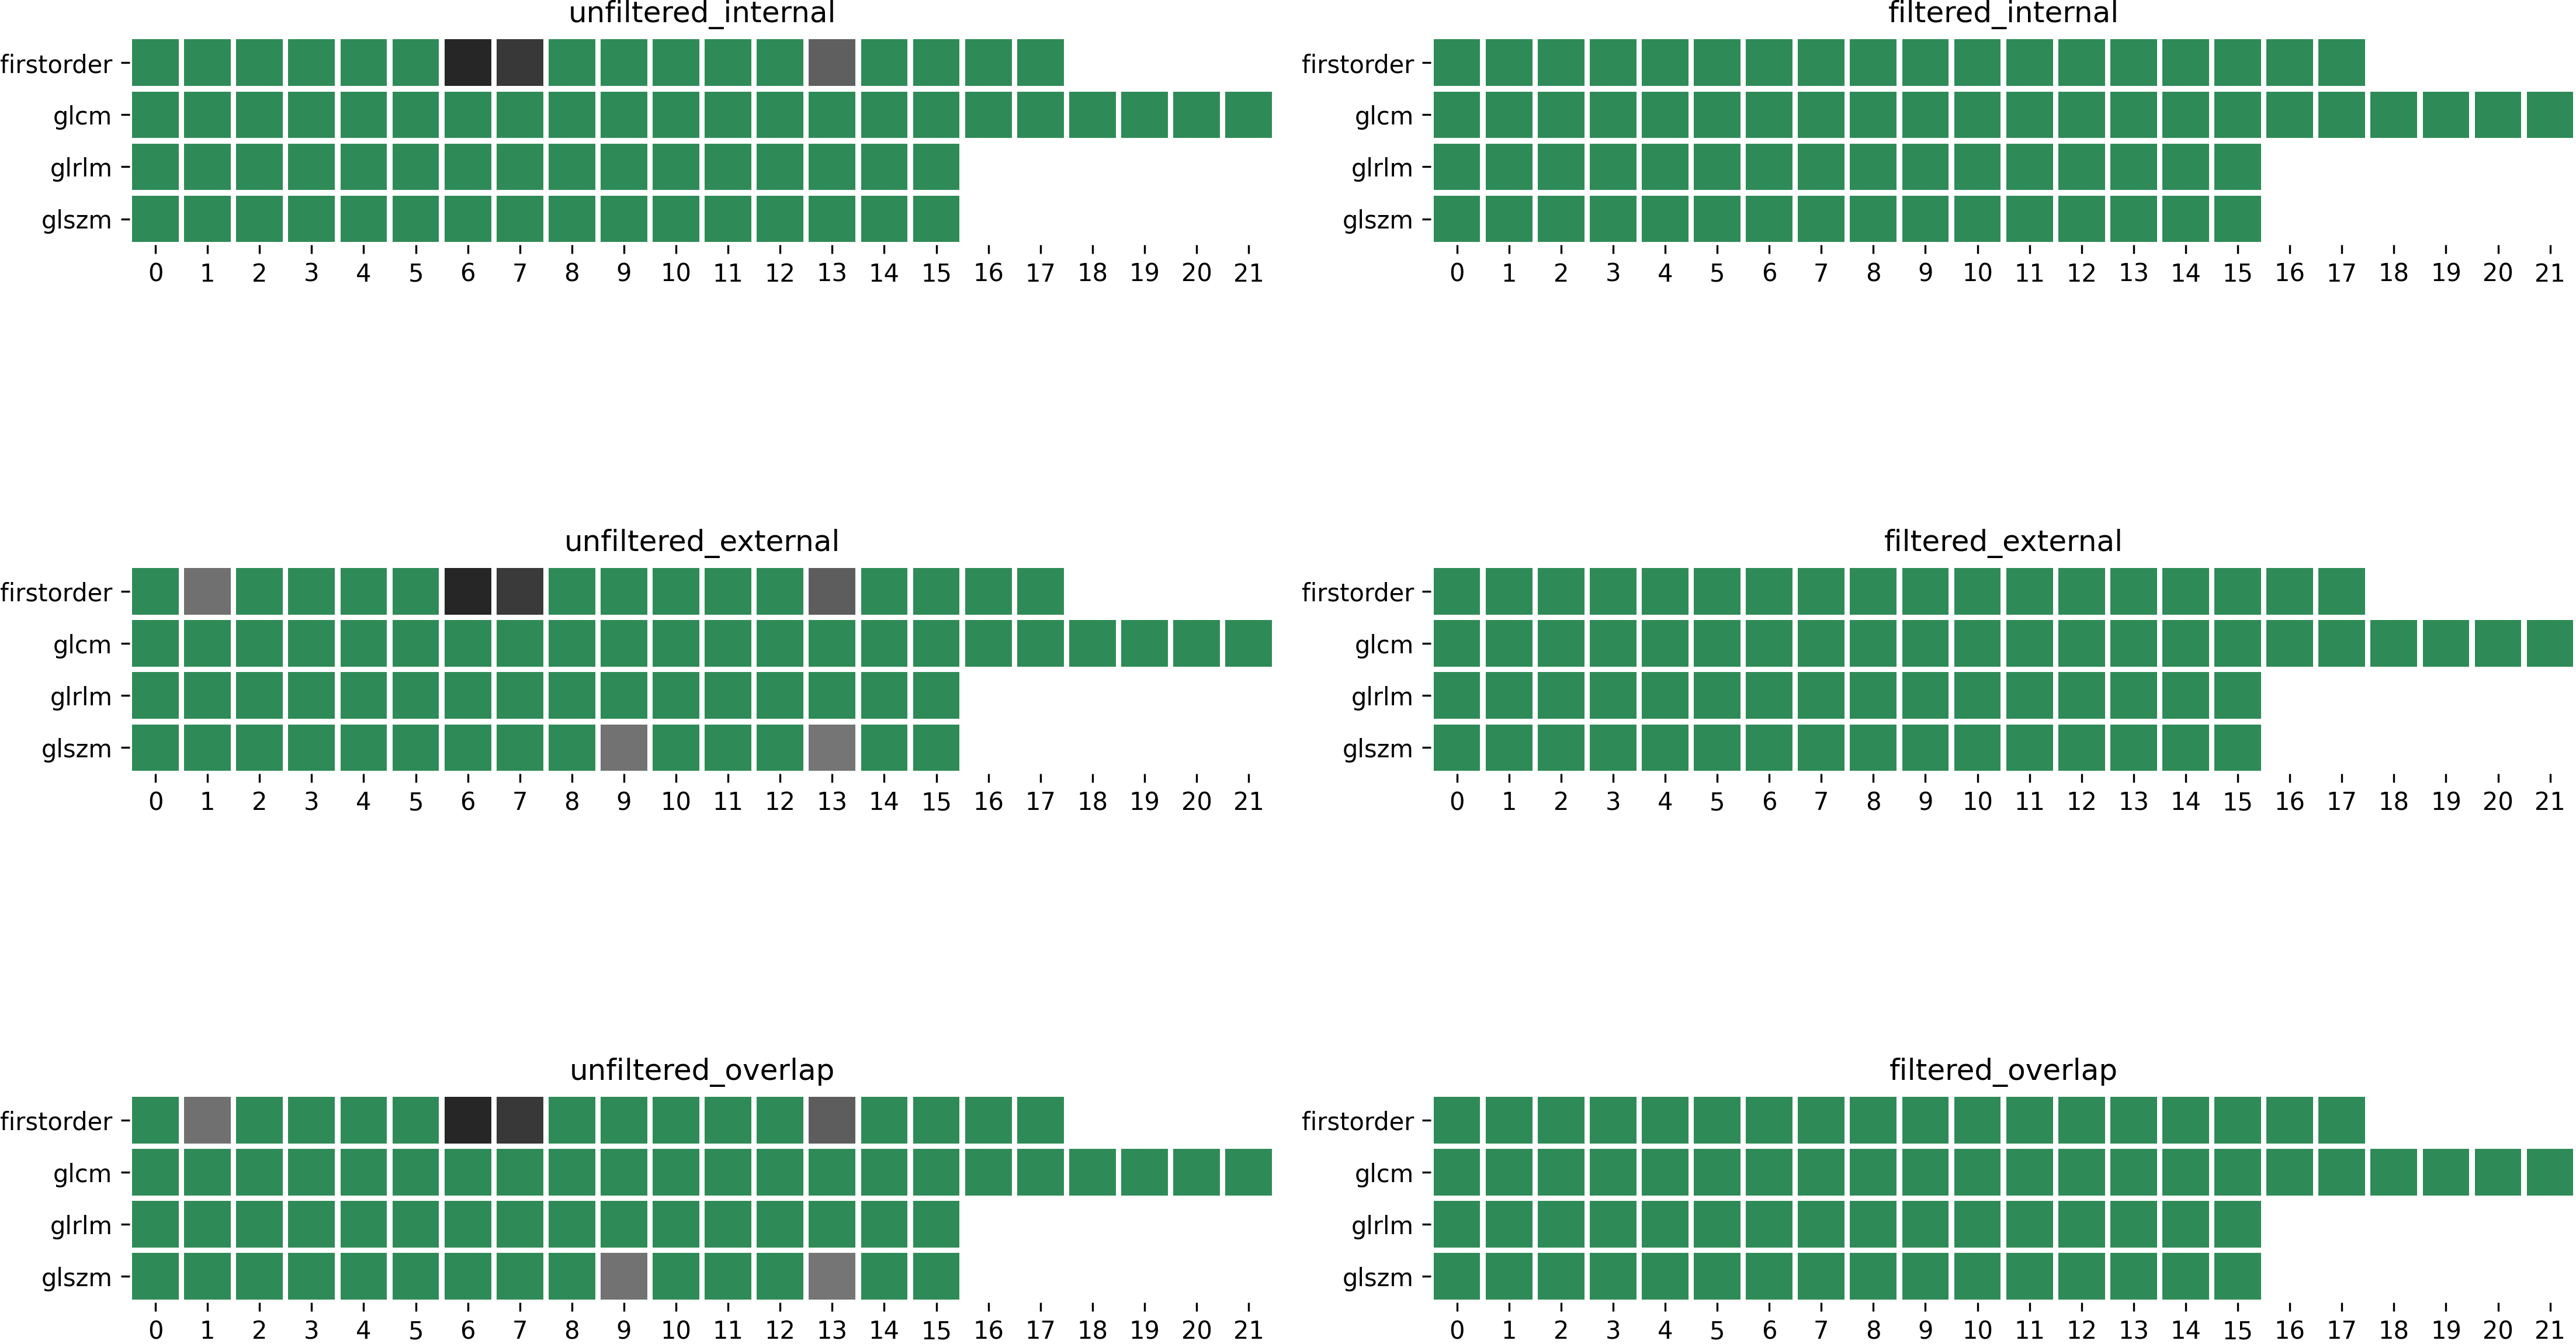 unfiltered_internal
firstorder
glcm
glrlm
glszm
0 1 2 3 4 5 6 7 8 9 10 11 12 13 14 15 16 17 18 19 20 21
filtered_internal
firstorder
glcm
glrlm
glszm
0 1 2 3 4 5 6 7 8 9 10 11 12 13 14 15 16 17 18 19 20 21
unfiltered_external
firstorder
glcm
glrlm
glszm
0 1 2 3 4 5 6 7 8 9 10 11 12 13 14 15 16 17 18 19 20 21
filtered_external
firstorder
glcm
glrlm
glszm
0 1 2 3 4 5 6 7 8 9 10 11 12 13 14 15 16 17 18 19 20 21
unfiltered_overlap
firstorder
glcm
glrlm
glszm
0 1 2 3 4 5 6 7 8 9 10 11 12 13 14 15 16 17 18 19 20 21
filtered_overlap
firstorder
glcm
glrlm
glszm
0 1 2 3 4 5 6 7 8 9 10 11 12 13 14 15 16 17 18 19 20 21